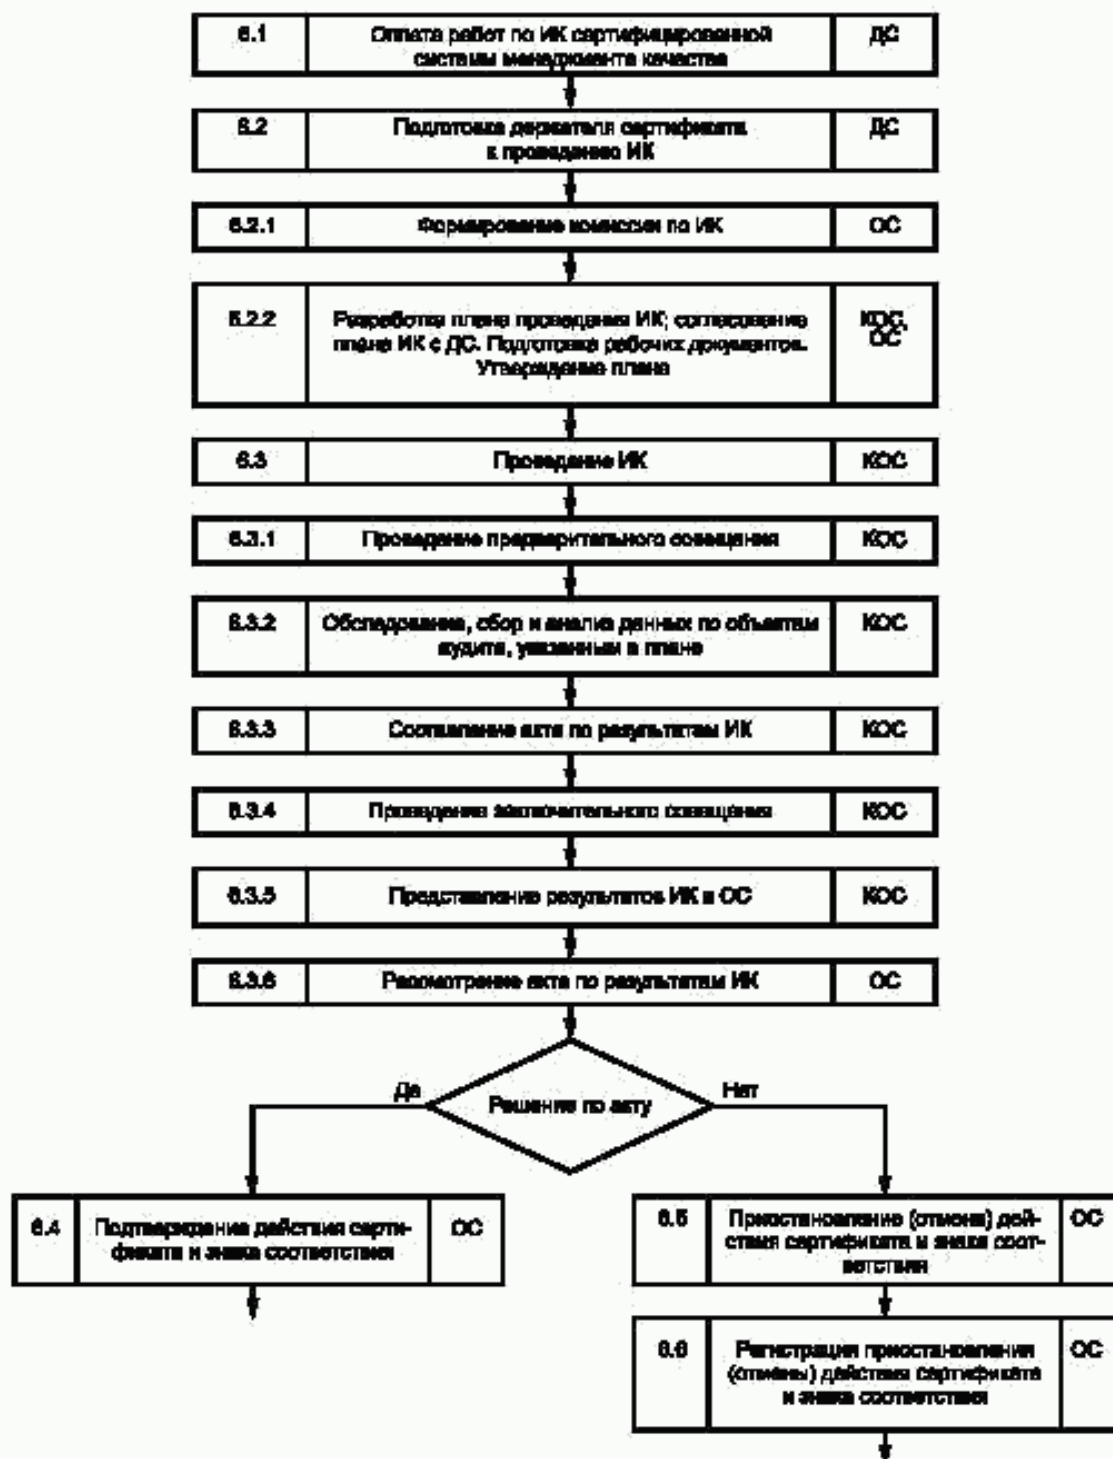 6.1
Оплата работ по ИК сертифицированной
системы менеджмента качества
ДС
6.2
Подготовка держателя сертификата
к проведению ИК
ДС
6.2.1
Формирование комиссии по ИК
ОС
6.2.2
Разработка плана проведения ИК; согласование
плана ИК с ДС. Подготовка рабочих документов.
Утверждение плана
КОС,
ОС
6.3
Проведение ИК
КОС
6.3.1
Проведение предварительного совещания
КОС
6.3.2
Обследование, сбор и анализ данных по объектам
аудита, указанным в плане
КОС
6.3.3
Составление акта по результатам ИК
КОС
6.3.4
Проведение заключительного совещания
КОС
6.3.5
Представление результатов ИК в ОС
КОС
6.3.6
Рассмотрение акта по результатам ИК
ОС
Да
Решение по акту
Нет
6.4
Подтверждение действия серти-
фиката и знака соответствия
ОС
6.5
Приостановление (отмена) дей-
ствия сертификата и знака соот-
ветствия
ОС
6.6
Регистрация приостановления
(отмены) действия сертификата
и знака соответствия
ОС